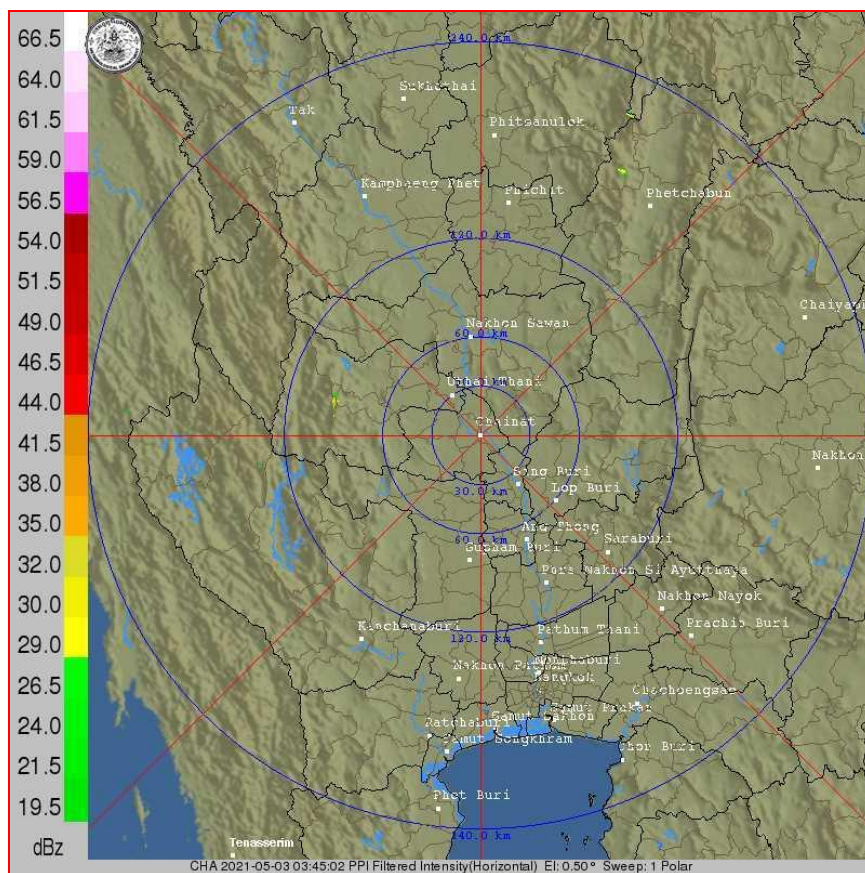 66.5
64.0
61.5
59.0
56.5
54.0
51.5
49.0
46.5
44.0
41.5
38.0
35.0
32.0
30.0
29.0
26.5
24.0
21.5
19.5
dBz
240.0 km
Sukhothai
Tak
Phitsanulok
Kamphaeng Phet
Phichit
Phetchabun
120.0 km
Chaiyap
Nakhon Sawan
60.0 km
Uthai Thani
Chainat
Nakhon
Sing Buri
30.0 km
Lop Buri
Ang Thong
60.0 km
Suphan Buri
Saraburi
Pora Nakhon Si Ayutthaya
Nakhon Nayok
Kanchanaburi
120.0 km
Pathum Thani
Prachin Buri
Nakhon Pathom
Nonthaburi
Bangkok
Chachoengsao
Samut Prakan
Samut Sakhon
Ratchaburi
Samut Songkhram
Chon Buri
Phet Buri
240.0 km
Tenasserim
CHA 2021-05-03 03:45:02 PPI Filtered Intensity(Horizontal) El: 0.50° Sweep: 1 Polar